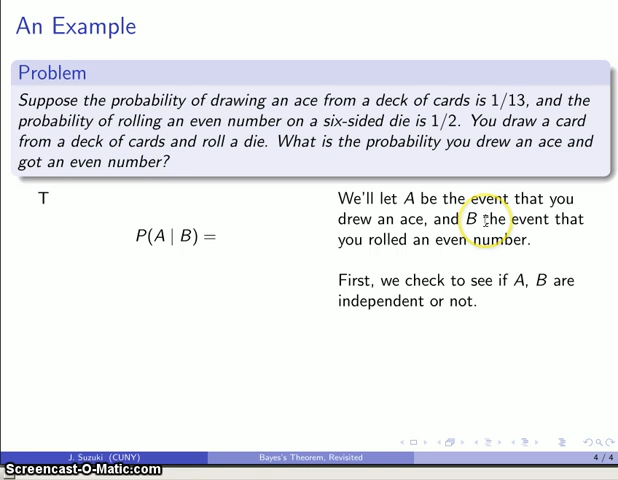 An Example
Problem
Suppose the probability of drawing an ace from a deck of cards is 1/13, and the
probability of rolling an even number on a six-sided die is 1/2. You draw a card
from a deck of cards and roll a die. What is the probability you drew an ace and
got an even number?
T
P(A | B) =
We'll let A be the event that you
drew an ace, and B the event that
you rolled an even number.
First, we check to see if A, B are
independent or not.
J. Suzuki (CUNY)
Bayes's Theorem, Revisited
4 / 4
Screencast-O-Matic.com